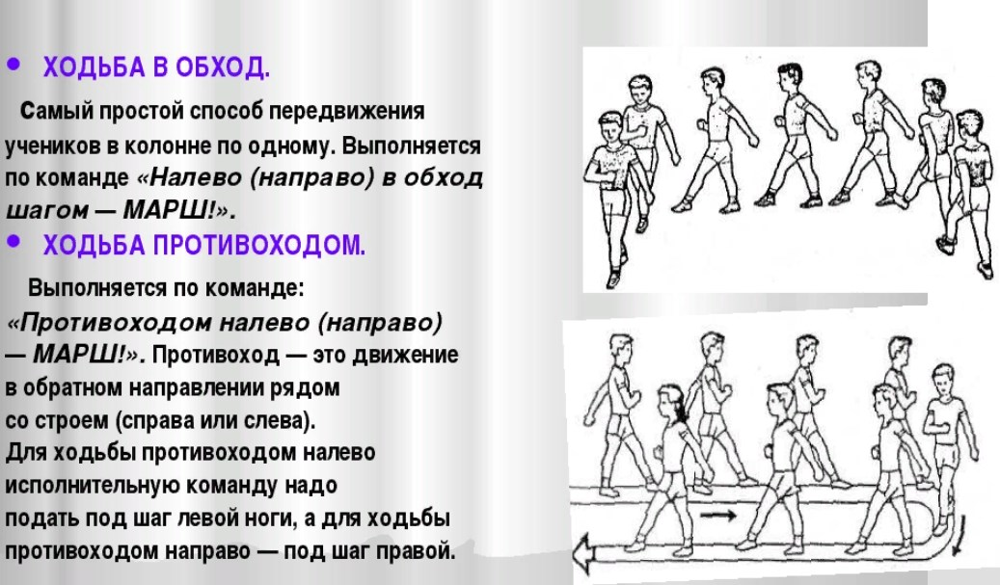 • ХОДЬБА В ОБХОД.
Самый простой способ передвижения
учеников в колонне по одному. Выполняется
по команде «Налево (направо) в обход
шагом — МАРШ!».
• ХОДЬБА ПРОТИВОХОДОМ.
Выполняется по команде:
«Противоходом налево (направо)
— МАРШ!». Противоход — это движение
в обратном направлении рядом
со строем (справа или слева).
Для ходьбы противоходом налево
исполнительную команду надо
подать под шаг левой ноги, а для ходьбы
противоходом направо — под шаг правой.